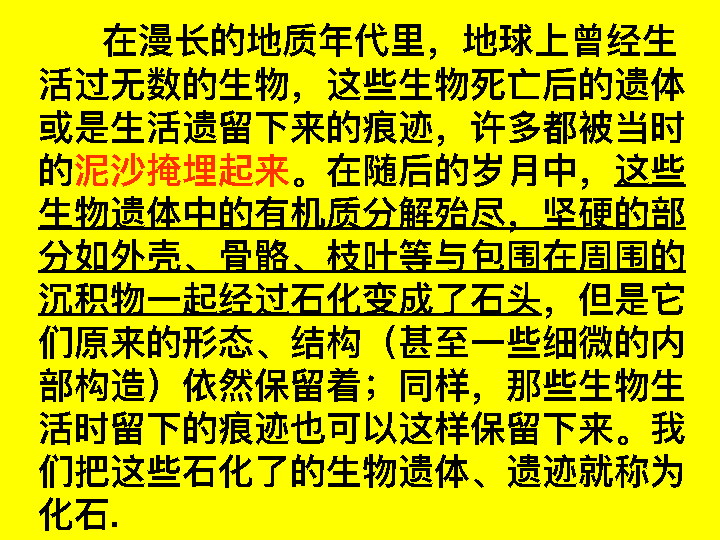 在漫长的地质年代里，地球上曾经生
活过无数的生物，这些生物死亡后的遗体
或是生活遗留下来的痕迹，许多都被当时
的泥沙掩埋起来。在随后的岁月中，这些
生物遗体中的有机质分解殆尽，坚硬的部
分如外壳、骨骼、枝叶等与包围在周围的
沉积物一起经过石化变成了石头，但是它
们原来的形态、结构（甚至一些细微的内
部构造）依然保留着；同样，那些生物生
活时留下的痕迹也可以这样保留下来。我
们把这些石化了的生物遗体、遗迹就称为
化石.